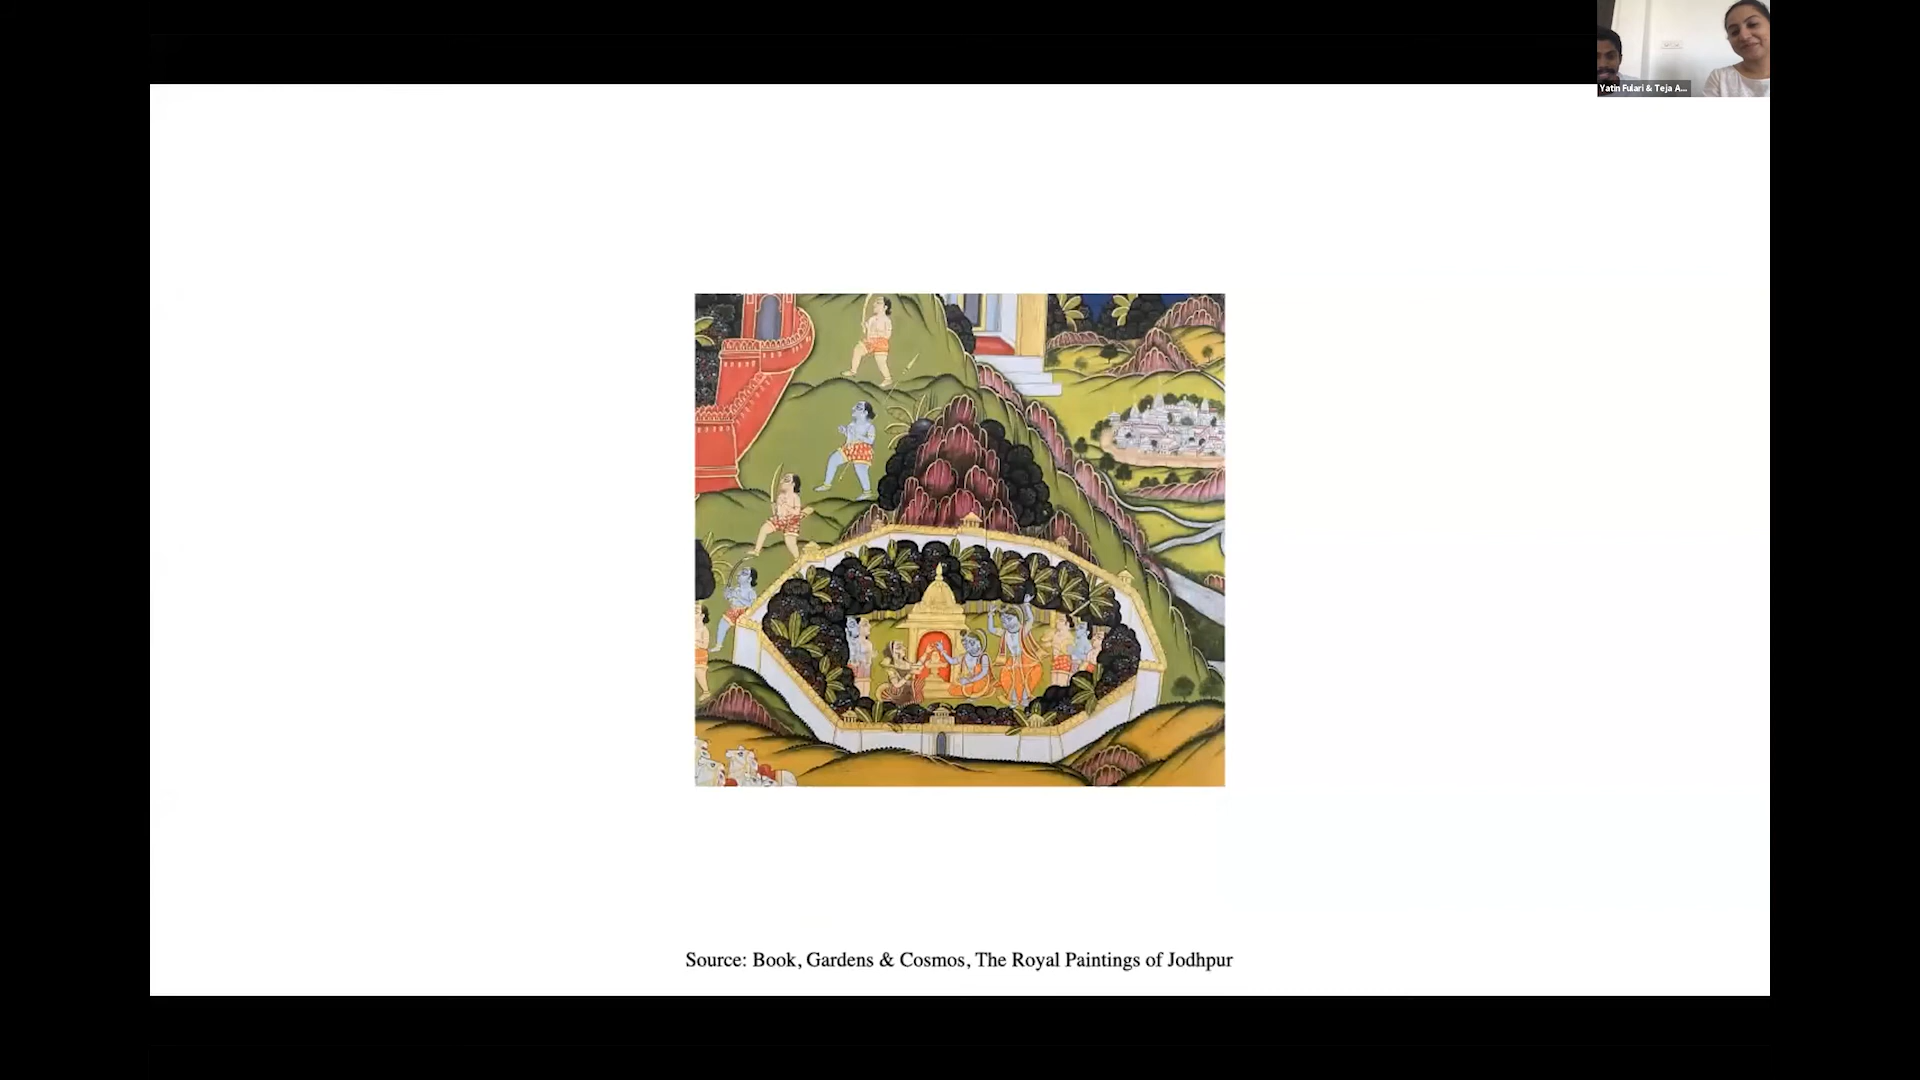 Yatin Fulari & Teja A...
Source: Book, Gardens & Cosmos, The Royal Paintings of Jodhpur